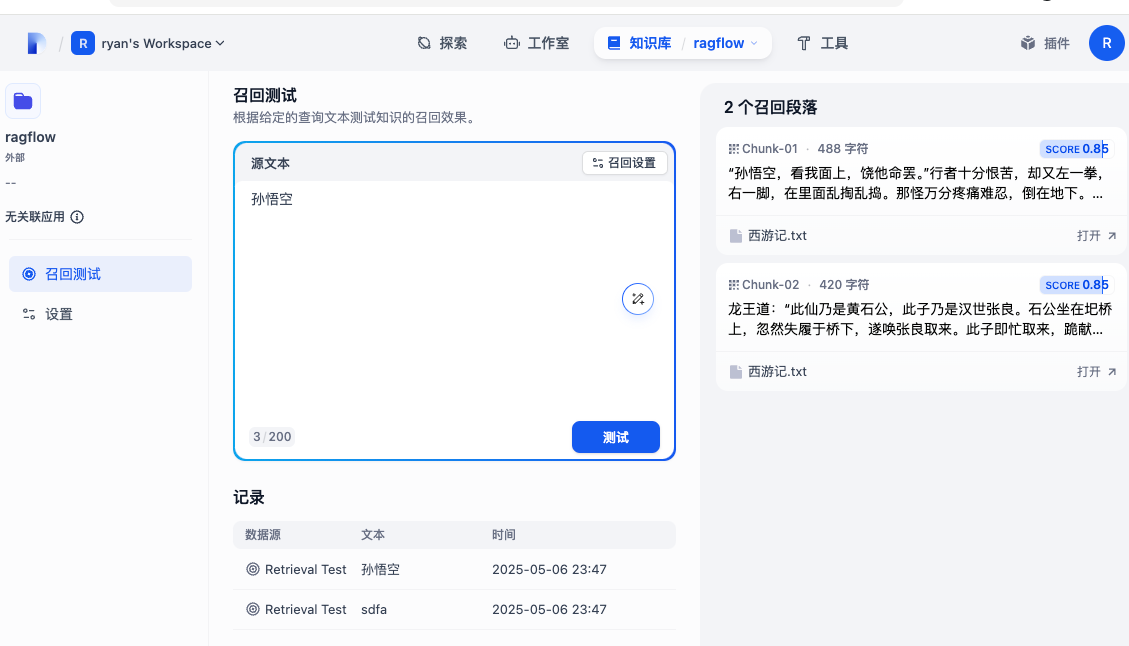 R ryan's Workspace
探索
工作室
知识库 / ragflow
工具
插件
R
ragflow
外部
--
无关联应用
召回测试
设置
召回测试
根据给定的查询文本测试知识的召回效果。
源文本
召回设置
孙悟空
3 / 200
测试
记录
数据源 文本 时间
Retrieval Test 孙悟空 2025-05-06 23:47
Retrieval Test sdfa 2025-05-06 23:47
2 个召回段落
Chunk-01 · 488 字符 SCORE 0.85
“孙悟空，看我面上，饶他命罢。”行者十分恨苦，却又左一拳，
右一脚，在里面乱掏乱捣。那怪万分疼痛难忍，倒在地下。...
西游记.txt 打开
Chunk-02 · 420 字符 SCORE 0.85
龙王道：“此仙乃是黄石公，此子乃是汉世张良。石公坐在圯桥
上，忽然失履于桥下，遂唤张良取来。此子即忙取来，跪献...
西游记.txt 打开